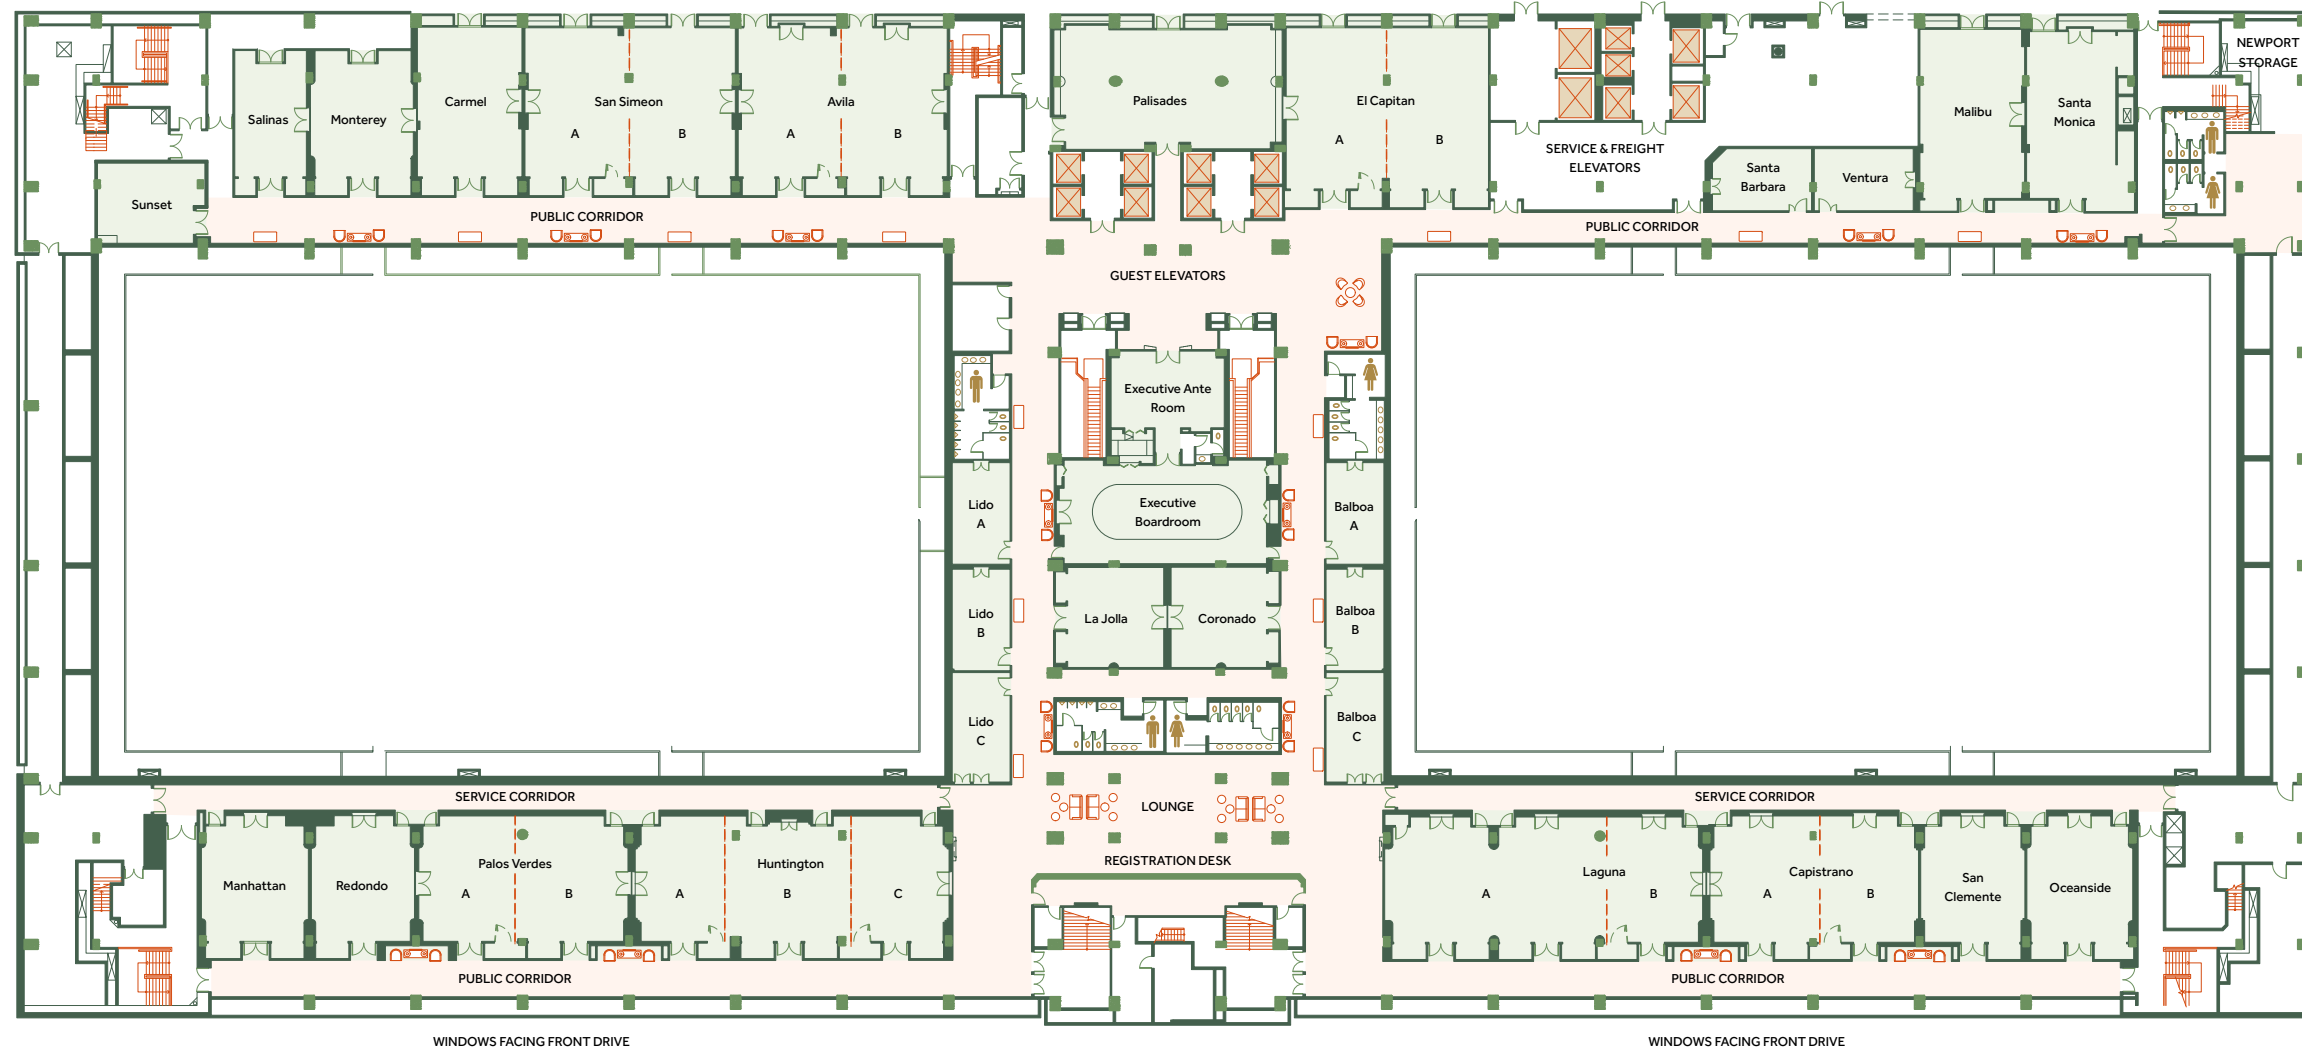 NEWPORT
STORAGE
Salinas
Monterey
Carmel
San Simeon
A
B
Avila
A
B
Palisades
El Capitan
A
B
SERVICE & FREIGHT
ELEVATORS
Malibu
Santa
Monica
Santa
Barbara
Ventura
Sunset
PUBLIC CORRIDOR
PUBLIC CORRIDOR
GUEST ELEVATORS
Executive Ante
Room
Lido
A
Executive
Boardroom
Balboa
A
Lido
B
La Jolla
Coronado
Balboa
B
Lido
C
Balboa
C
SERVICE CORRIDOR
LOUNGE
SERVICE CORRIDOR
REGISTRATION DESK
Manhattan
Redondo
Palos Verdes
A
B
Huntington
A
B
C
Laguna
A
B
Capistrano
A
B
San
Clemente
Oceanside
PUBLIC CORRIDOR
PUBLIC CORRIDOR
WINDOWS FACING FRONT DRIVE
WINDOWS FACING FRONT DRIVE